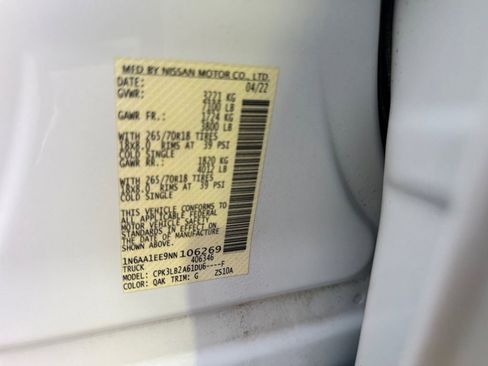 MFD BY NISSAN MOTOR CO., LTD.
DATE: 04/22
GVWR: 3221 KG
7100 LB
GAWR FR.: 1724 KG
3800 LB
WITH 265/70R18 TIRES
18X8.0 RIMS AT 39 PSI
COLD SINGLE
GAWR RR.: 1820 KG
4012 LB
WITH 265/70R18 TIRES
18X8.0 RIMS AT 39 PSI
COLD SINGLE
THIS VEHICLE CONFORMS TO
ALL APPLICABLE FEDERAL
MOTOR VEHICLE SAFETY
STANDARDS IN EFFECT ON
THE DATE OF MANUFACTURE
SHOWN ABOVE.
1N6AA1EE9NN106269
TRUCK 406346
MODEL: CPK3LB2A61DU6----F
COLOR: QAK TRIM: G ZS10A